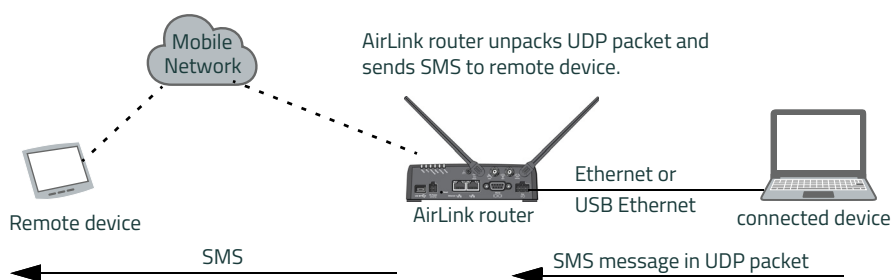 Mobile
Network
AirLink router unpacks UDP packet and
sends SMS to remote device.
Ethernet or
USB Ethernet
Remote device
AirLink router
connected device
SMS
SMS message in UDP packet